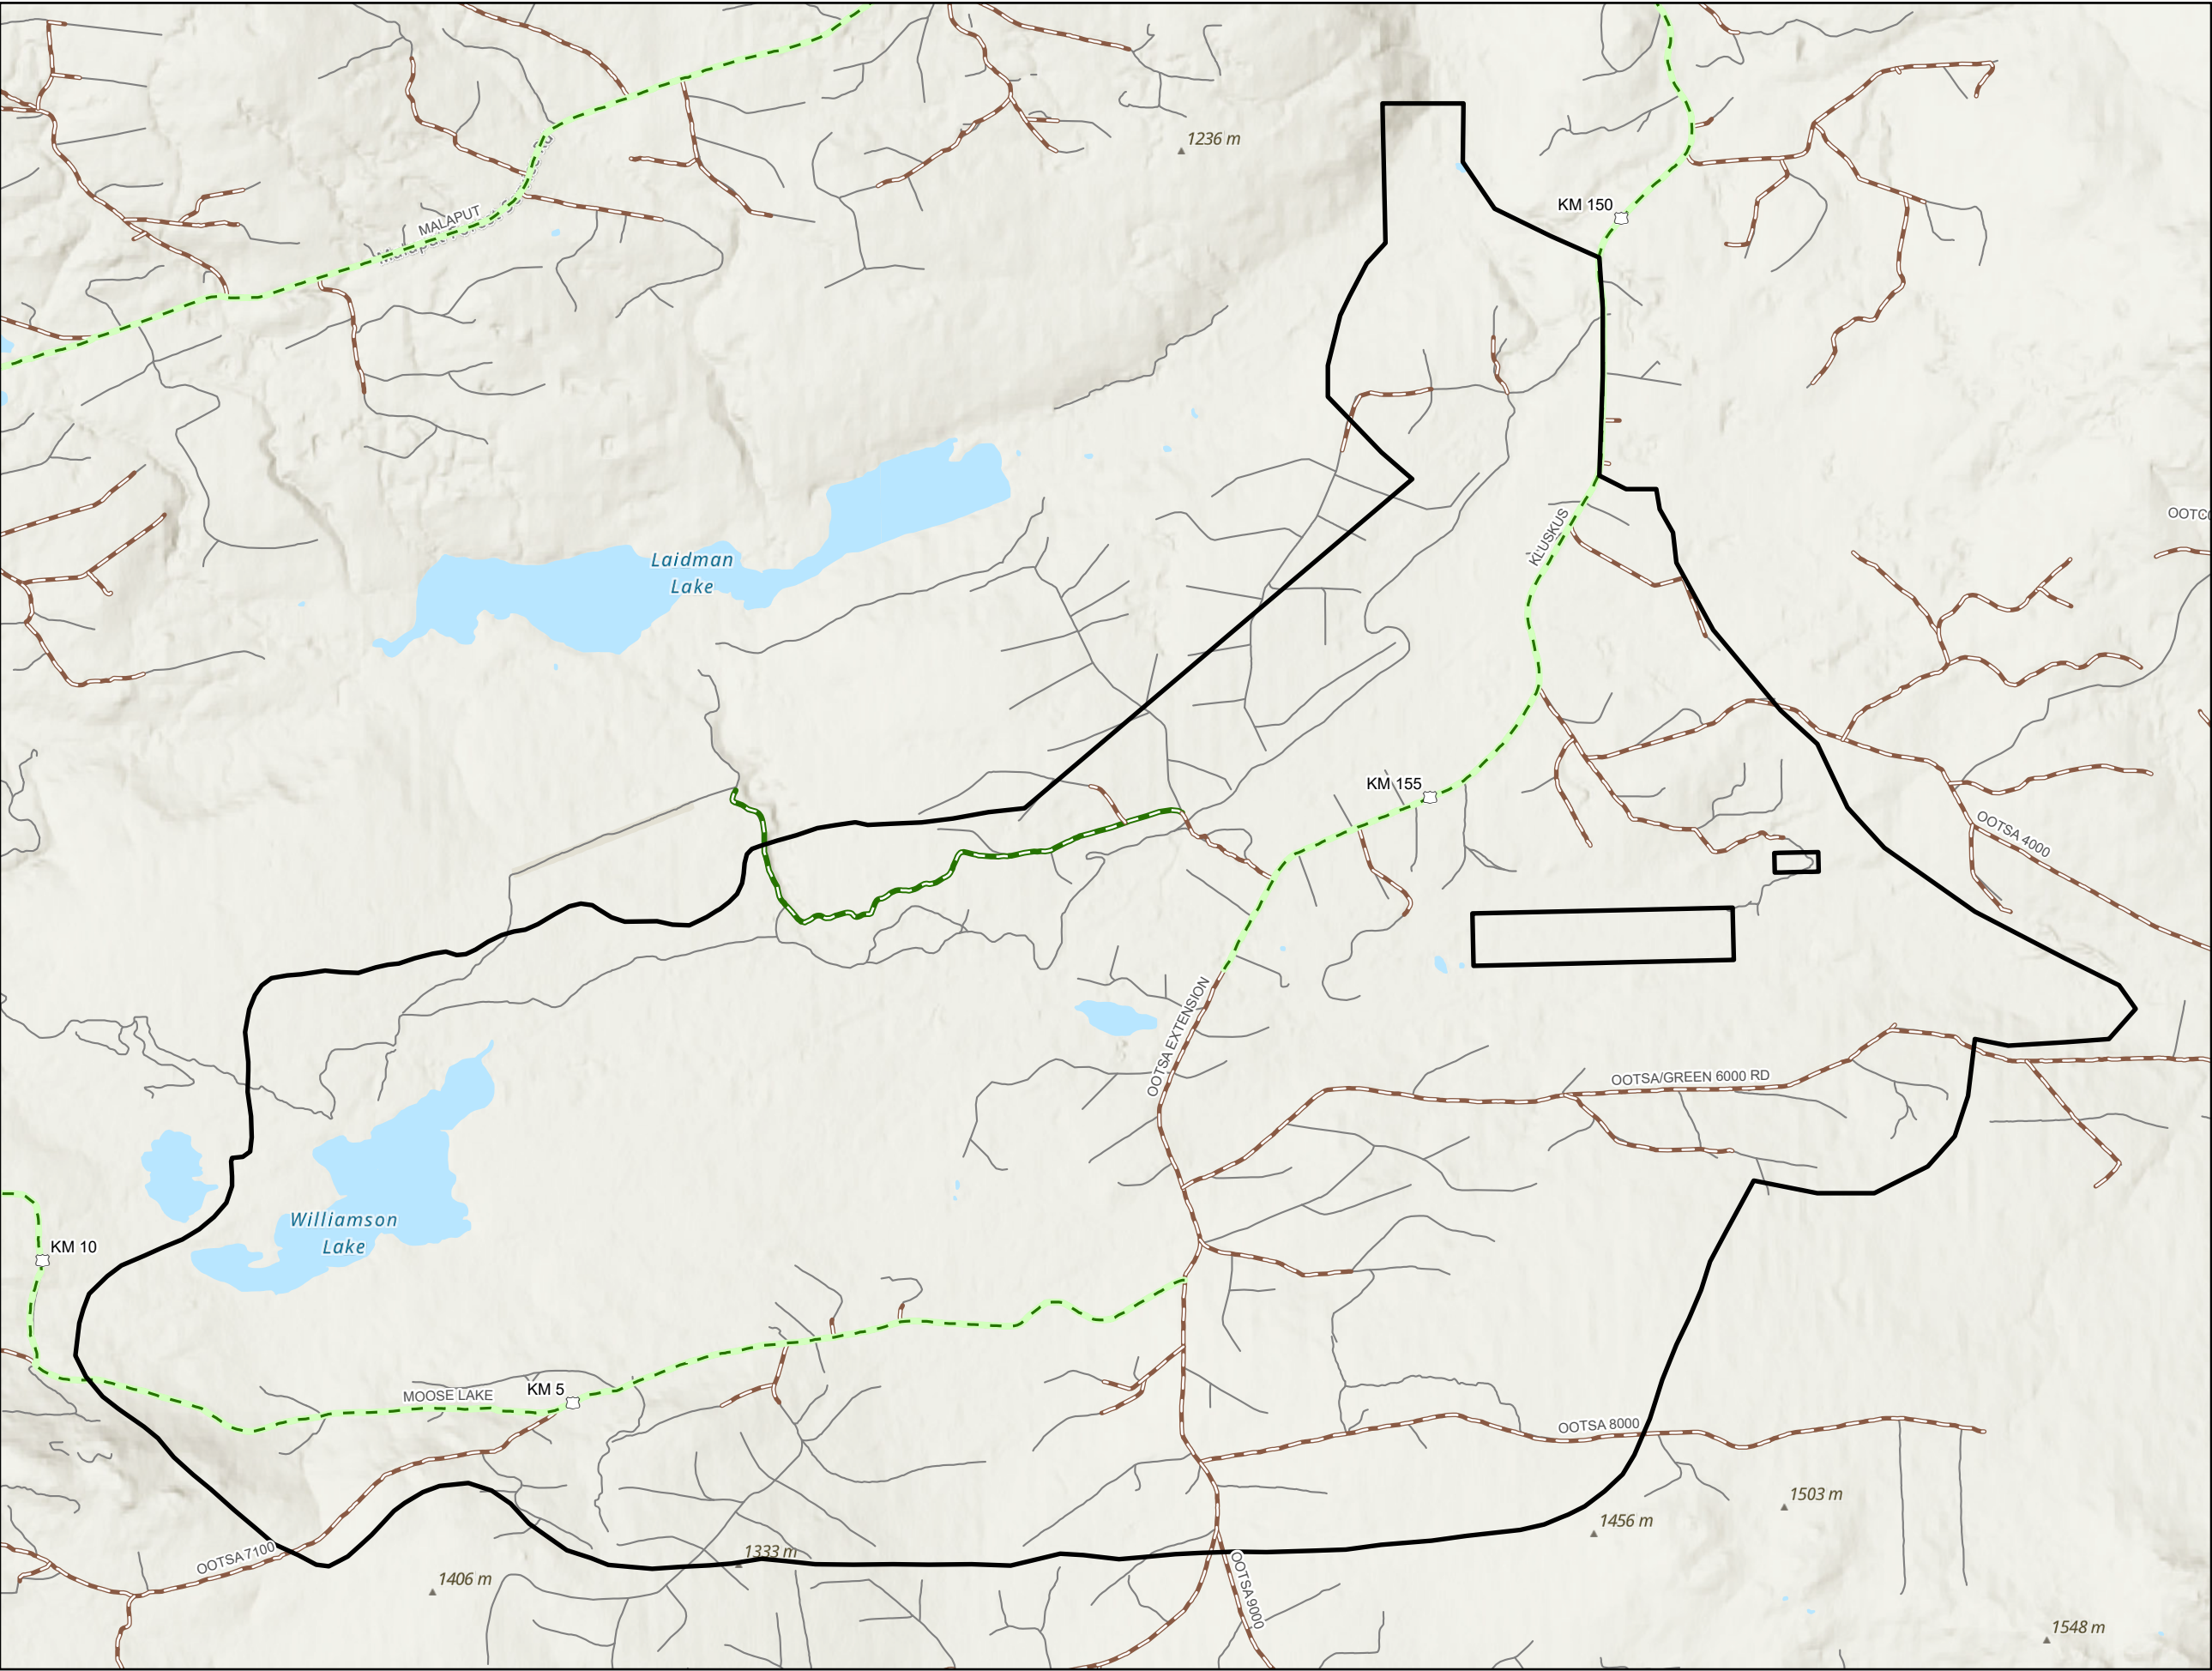 1236 m
KM 150
MALAPUT
OOTC
KLUSKUS
Laidman
Lake
KM 155
OOTSA 4000
OOTSA EXTENSION
OOTSA/GREEN 6000 RD
Williamson
Lake
KM 10
KM 5
MOOSE LAKE
OOTSA 8000
1503 m
1456 m
OOTSA 7100
1333 m
1406 m
OOTSA 9000
1548 m